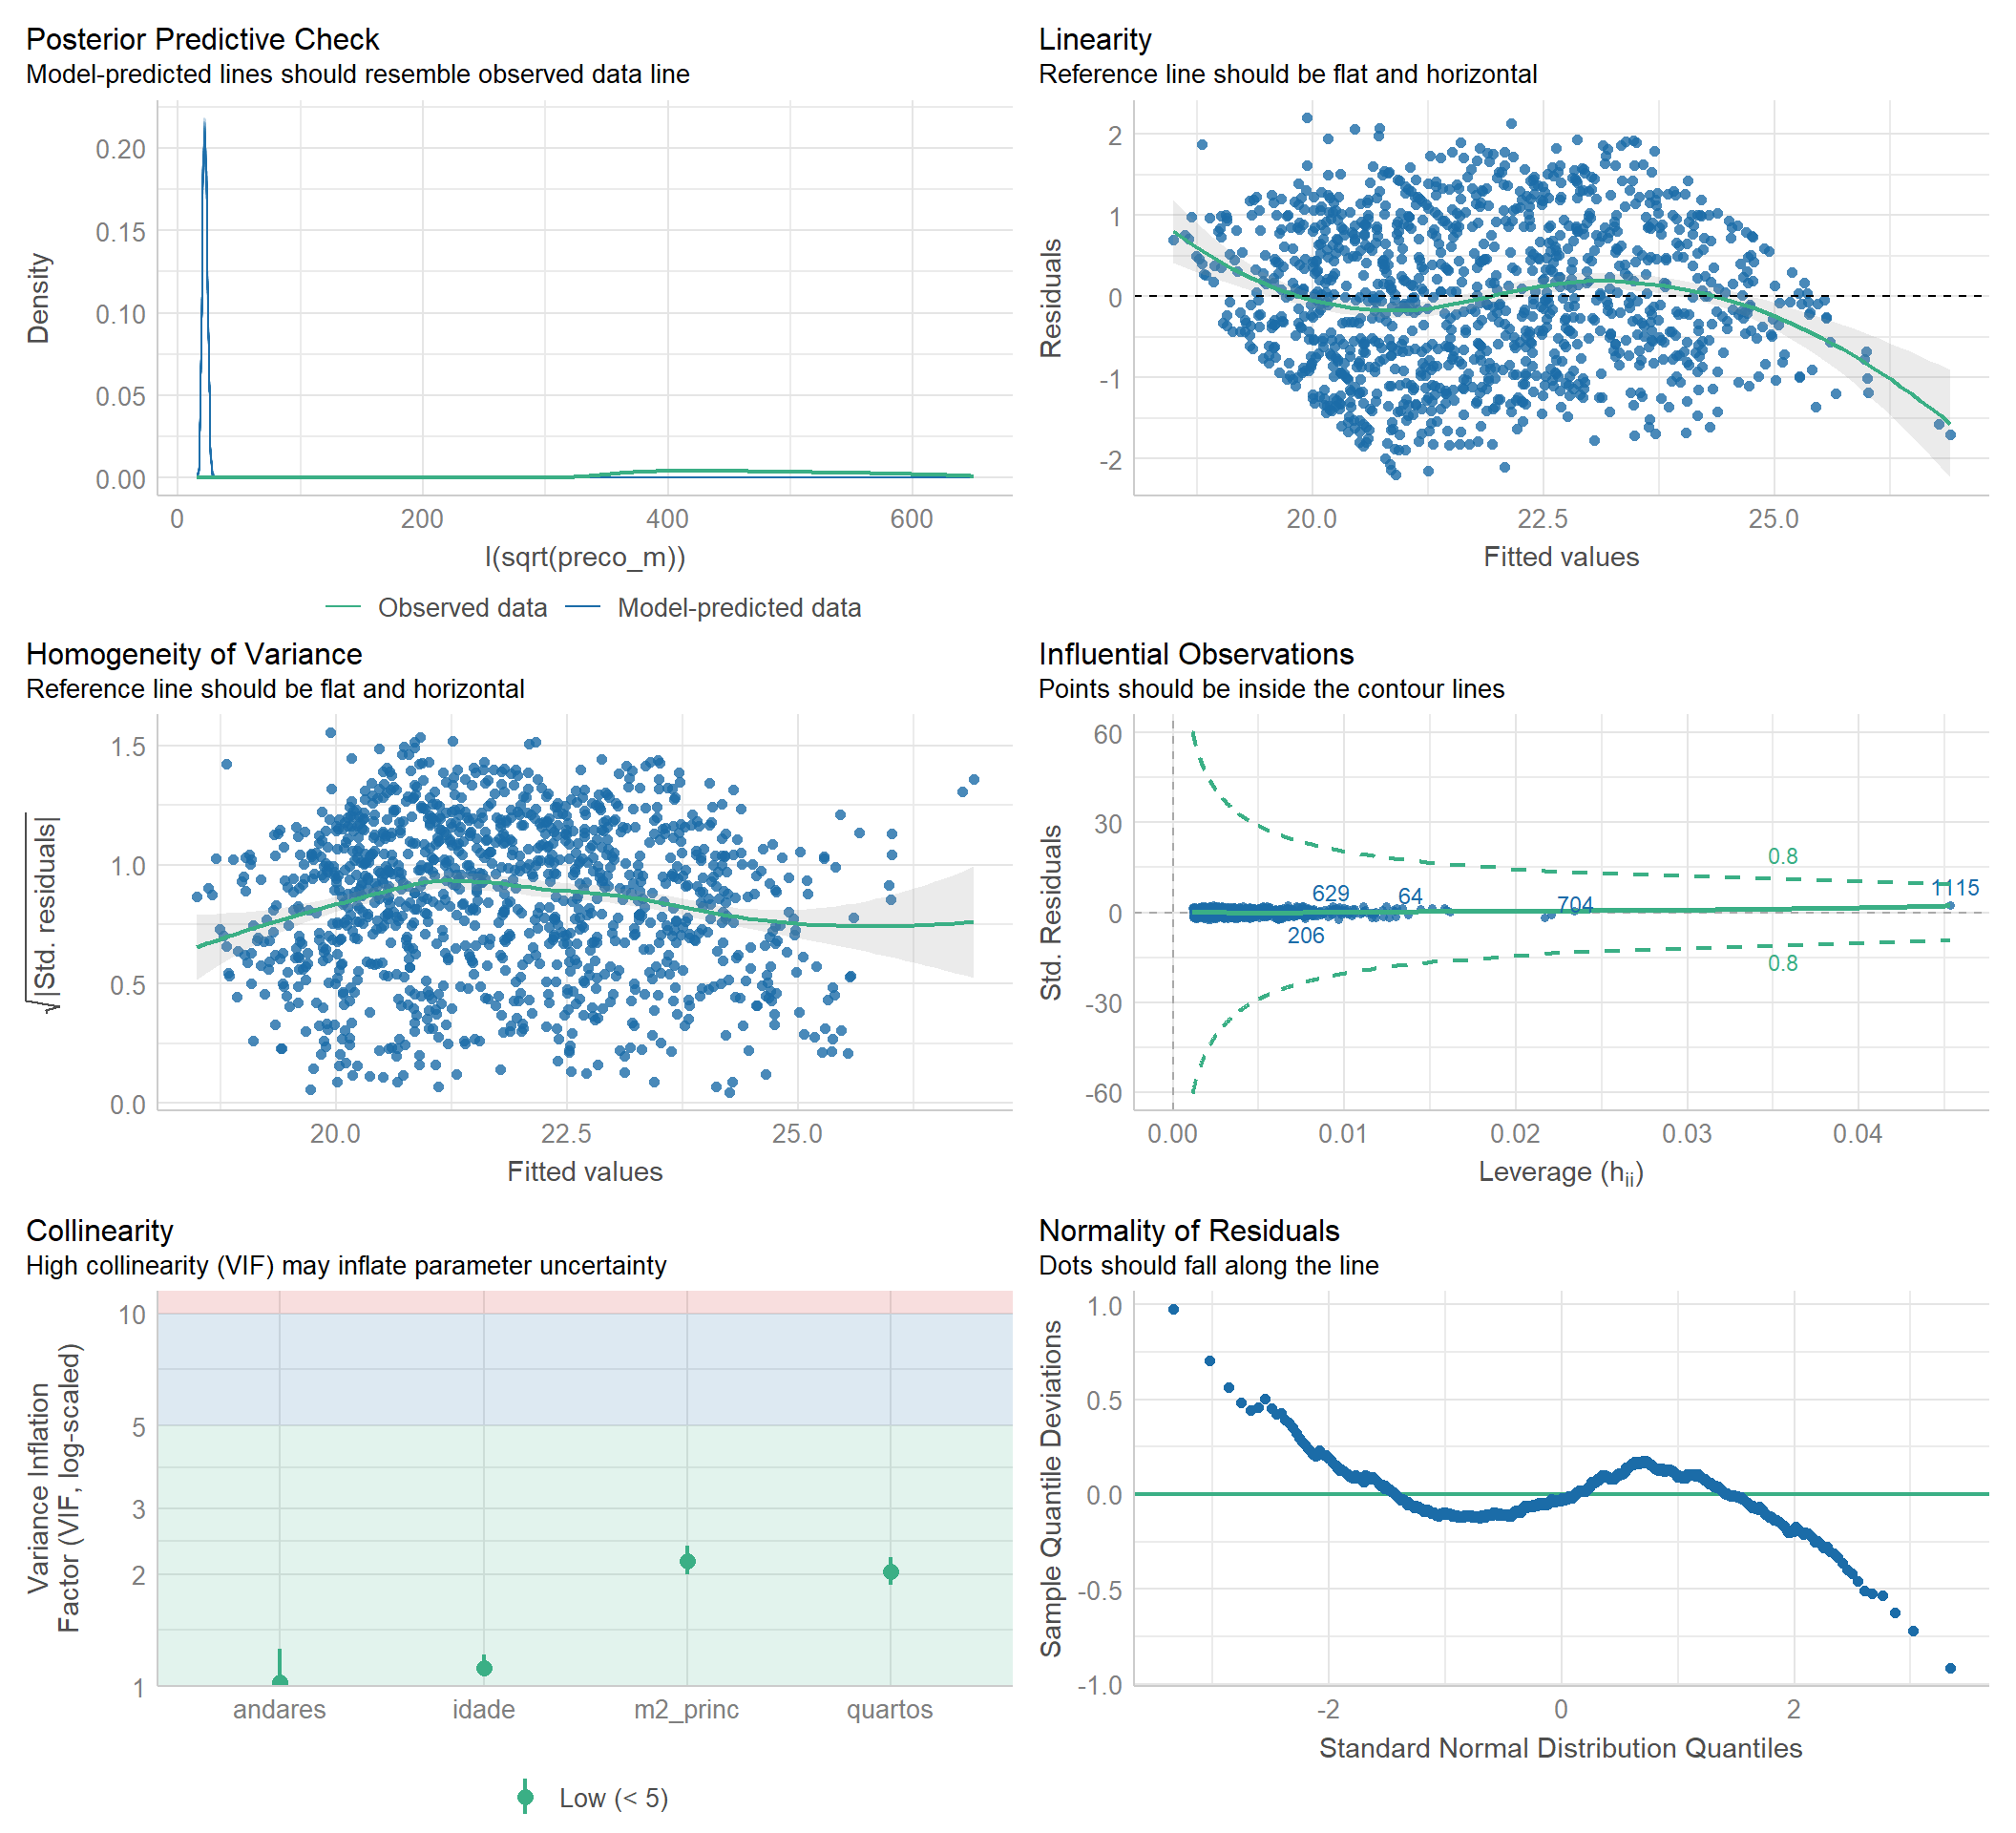 Posterior Predictive Check
Model-predicted lines should resemble observed data line
0.20
0.15
0.10
0.05
0.00
Density
0
200
400
600
I(sqrt(preco_m))
Observed data
Model-predicted data
Linearity
Reference line should be flat and horizontal
2
1
0
-1
-2
Residuals
20.0
22.5
25.0
Fitted values
Homogeneity of Variance
Reference line should be flat and horizontal
1.5
1.0
0.5
0.0
√|Std. residuals|
20.0
22.5
25.0
Fitted values
Influential Observations
Points should be inside the contour lines
60
30
0
-30
-60
Std. Residuals
0.8
629
64
704
1115
206
0.8
0.00
0.01
0.02
0.03
0.04
Leverage (hii)
Collinearity
High collinearity (VIF) may inflate parameter uncertainty
10
5
3
2
1
Variance Inflation
Factor (VIF, log-scaled)
andares
idade
m2_princ
quartos
Low (< 5)
Normality of Residuals
Dots should fall along the line
1.0
0.5
0.0
-0.5
-1.0
Sample Quantile Deviations
-2
0
2
Standard Normal Distribution Quantiles